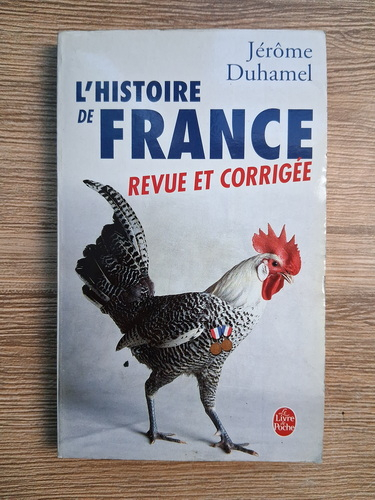 Jérôme
Duhamel
L'HISTOIRE
DE FRANCE
REVUE ET CORRIGÉE
Le
Livre
de
Poche